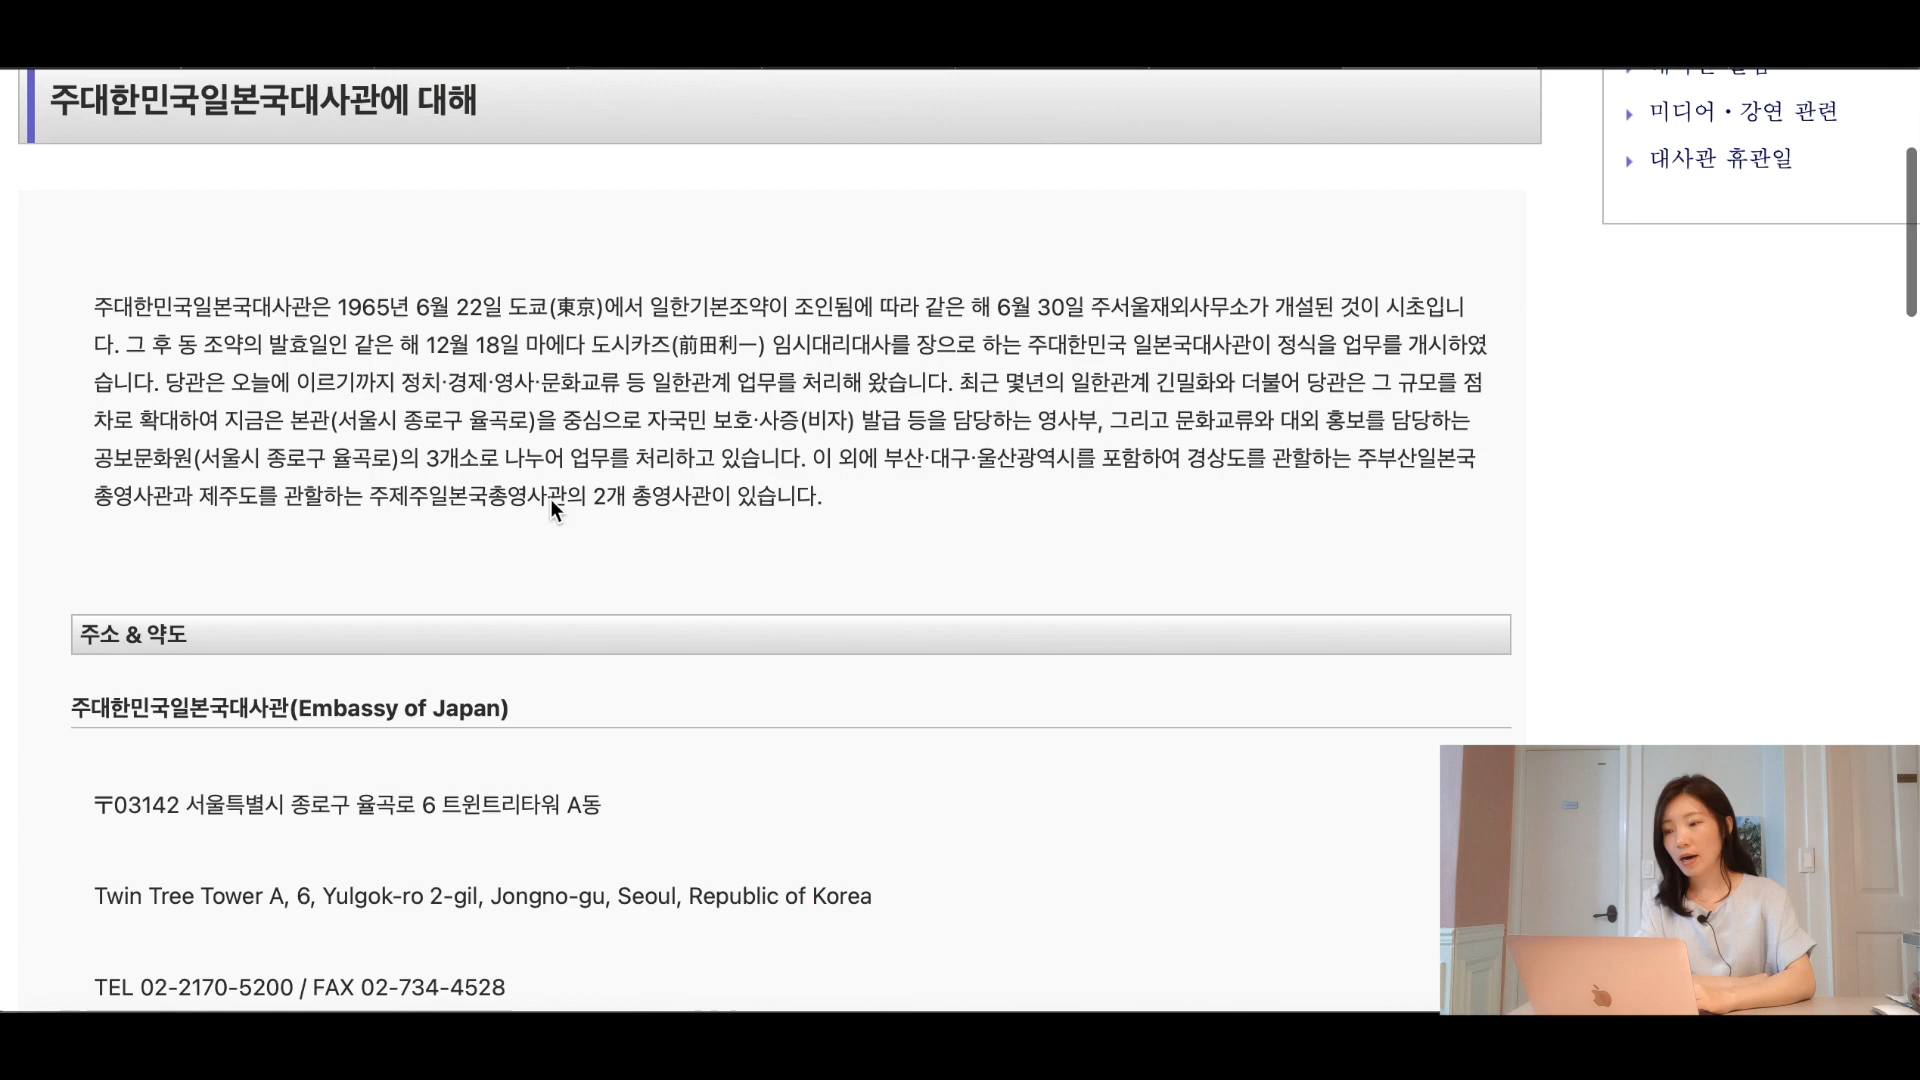 주대한민국일본국대사관에 대해
미디어・강연 관련
대사관 휴관일
주대한민국일본국대사관은 1965년 6월 22일 도쿄(東京)에서 일한기본조약이 조인됨에 따라 같은 해 6월 30일 주서울재외사무소가 개설된 것이 시초입니
다. 그 후 동 조약의 발효일인 같은 해 12월 18일 마에다 도시카즈(前田利一) 임시대리대사를 장으로 하는 주대한민국 일본국대사관이 정식을 업무를 개시하였
습니다. 당관은 오늘에 이르기까지 정치·경제·영사·문화교류 등 일한관계 업무를 처리해 왔습니다. 최근 몇년의 일한관계 긴밀화와 더불어 당관은 그 규모를 점
차로 확대하여 지금은 본관(서울시 종로구 율곡로)을 중심으로 자국민 보호·사증(비자) 발급 등을 담당하는 영사부, 그리고 문화교류와 대외 홍보를 담당하는
공보문화원(서울시 종로구 율곡로)의 3개소로 나누어 업무를 처리하고 있습니다. 이 외에 부산·대구·울산광역시를 포함하여 경상도를 관할하는 주부산일본국
총영사관과 제주도를 관할하는 주제주일본국총영사관의 2개 총영사관이 있습니다.
주소 & 약도
주대한민국일본국대사관(Embassy of Japan)
〒03142 서울특별시 종로구 율곡로 6 트윈트리타워 A동
Twin Tree Tower A, 6, Yulgok-ro 2-gil, Jongno-gu, Seoul, Republic of Korea
TEL 02-2170-5200 / FAX 02-734-4528